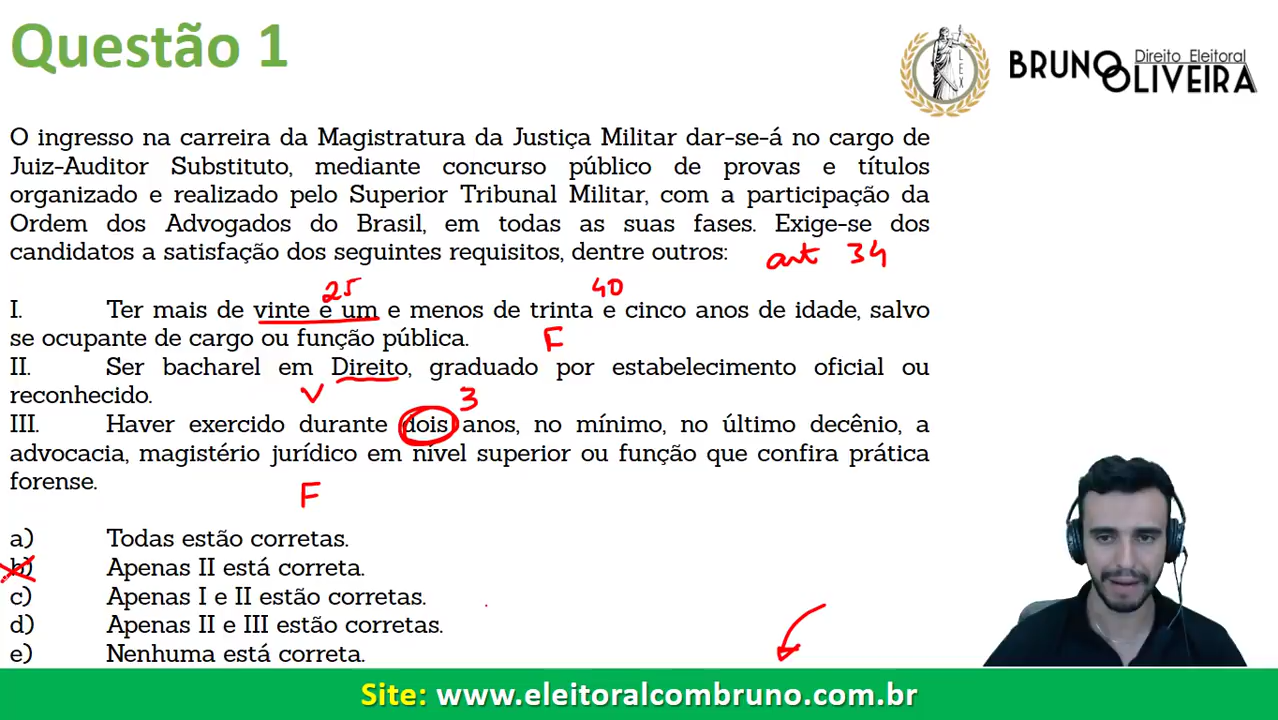 Questão 1
LEX
BRUNO OLIVEIRA
Direito Eleitoral
O ingresso na carreira da Magistratura da Justiça Militar dar-se-á no cargo de
Juiz-Auditor Substituto, mediante concurso público de provas e títulos
organizado e realizado pelo Superior Tribunal Militar, com a participação da
Ordem dos Advogados do Brasil, em todas as suas fases. Exige-se dos
candidatos a satisfação dos seguintes requisitos, dentre outros:
art 34
25
40
I. Ter mais de vinte e um e menos de trinta e cinco anos de idade, salvo
se ocupante de cargo ou função pública.
F
II. Ser bacharel em Direito, graduado por estabelecimento oficial ou
reconhecido.
V
3
III. Haver exercido durante dois anos, no mínimo, no último decênio, a
advocacia, magistério jurídico em nível superior ou função que confira prática
forense.
F
a) Todas estão corretas.
b) Apenas II está correta.
c) Apenas I e II estão corretas.
d) Apenas II e III estão corretas.
e) Nenhuma está correta.
Site: www.eleitoralcombruno.com.br